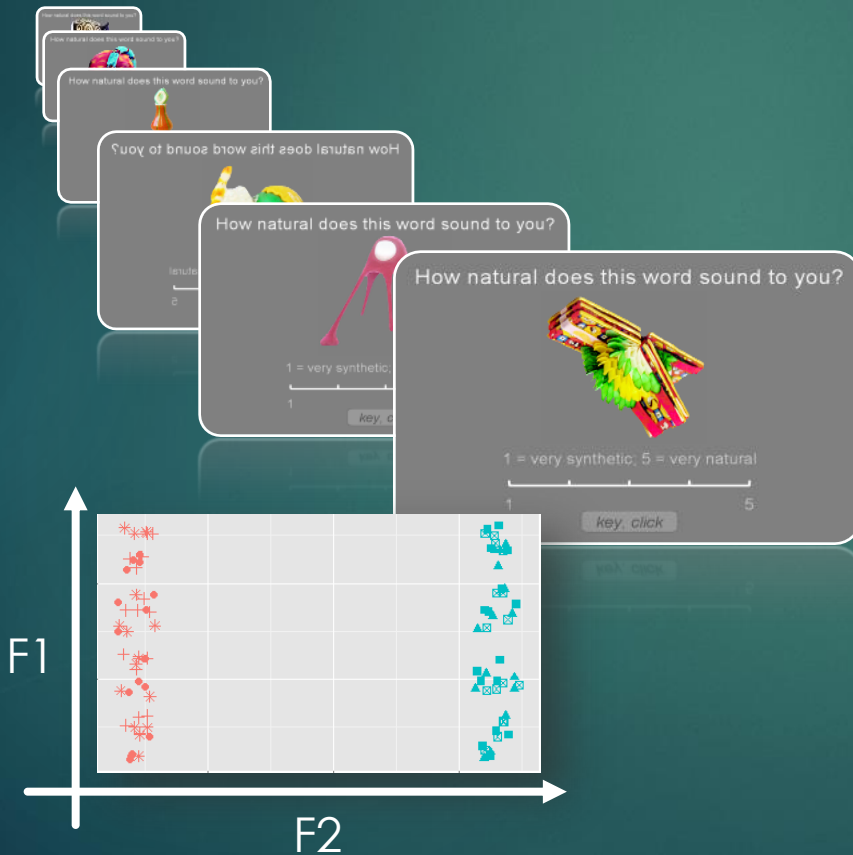 How natural does this word sound to you?
How natural does this word sound to you?
How natural does this word sound to you?
How natural does this word sound to you?
natural
5
How natural does this word sound to you?
1 = very synthetic;
1
key, c
How natural does this word sound to you?
1 = very synthetic; 5 = very natural
1 5
key, click
F1
F2